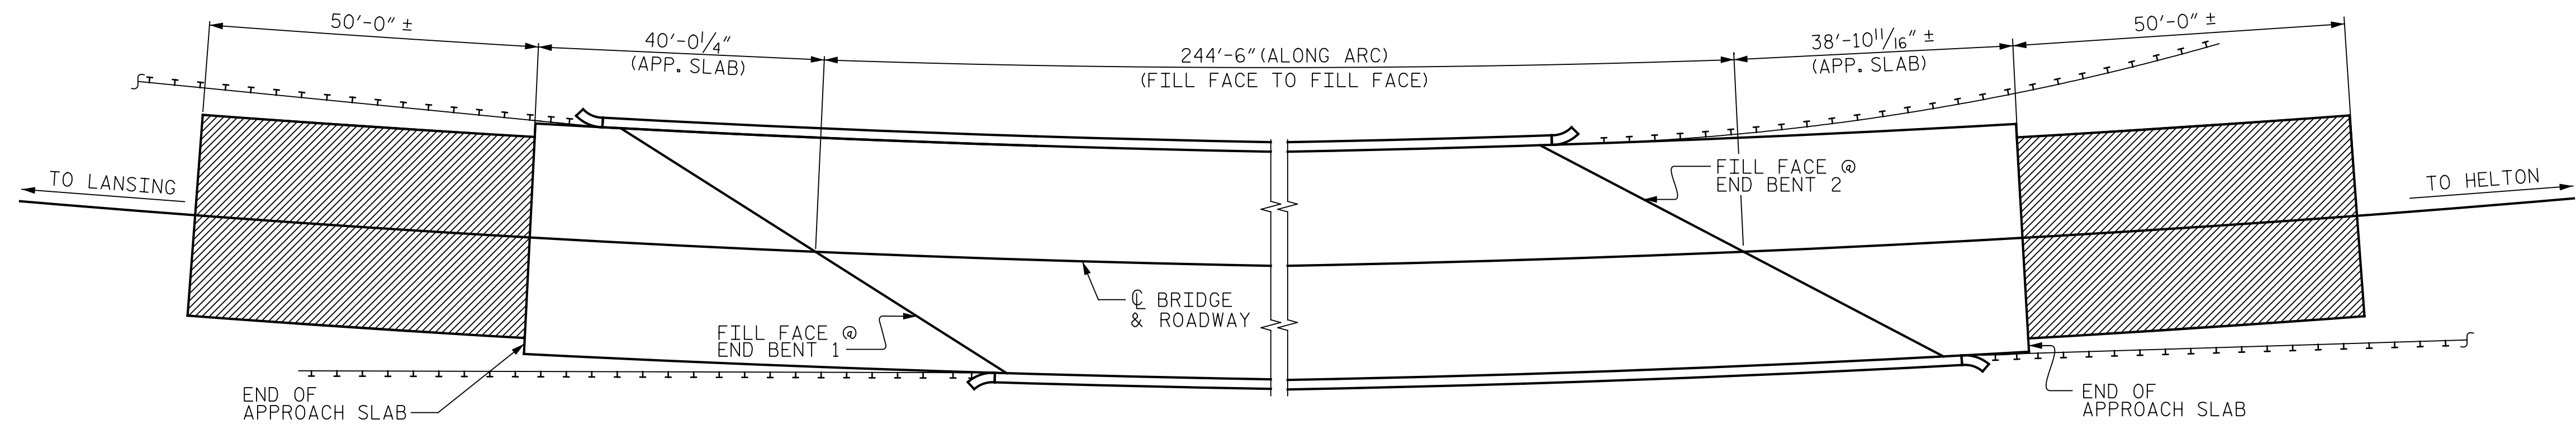 50'-0" ±
40'-0 1/4"
(APP. SLAB)
244'-6" (ALONG ARC)
(FILL FACE TO FILL FACE)
38'-10 11/16" ±
(APP. SLAB)
50'-0" ±
TO LANSING
TO HELTON
FILL FACE @
END BENT 2
℄ BRIDGE
& ROADWAY
FILL FACE @
END BENT 1
END OF
APPROACH SLAB
END OF
APPROACH SLAB